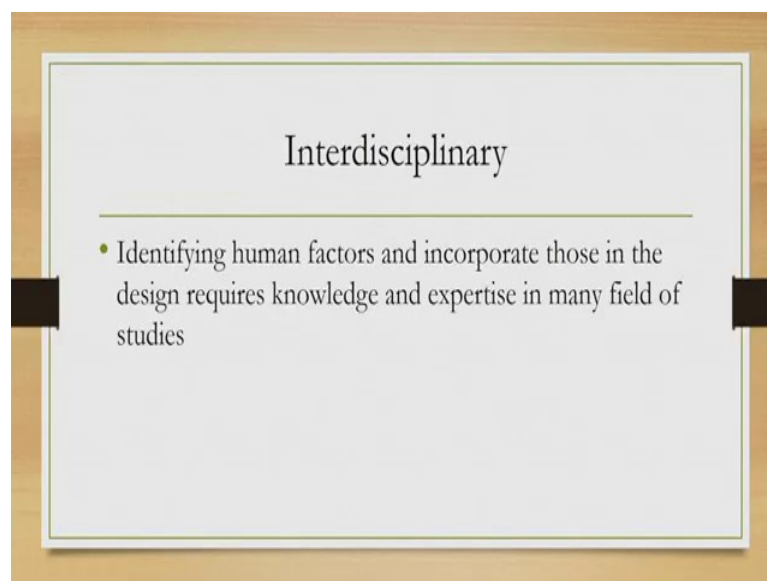 Interdisciplinary
• Identifying human factors and incorporate those in the
design requires knowledge and expertise in many field of
studies